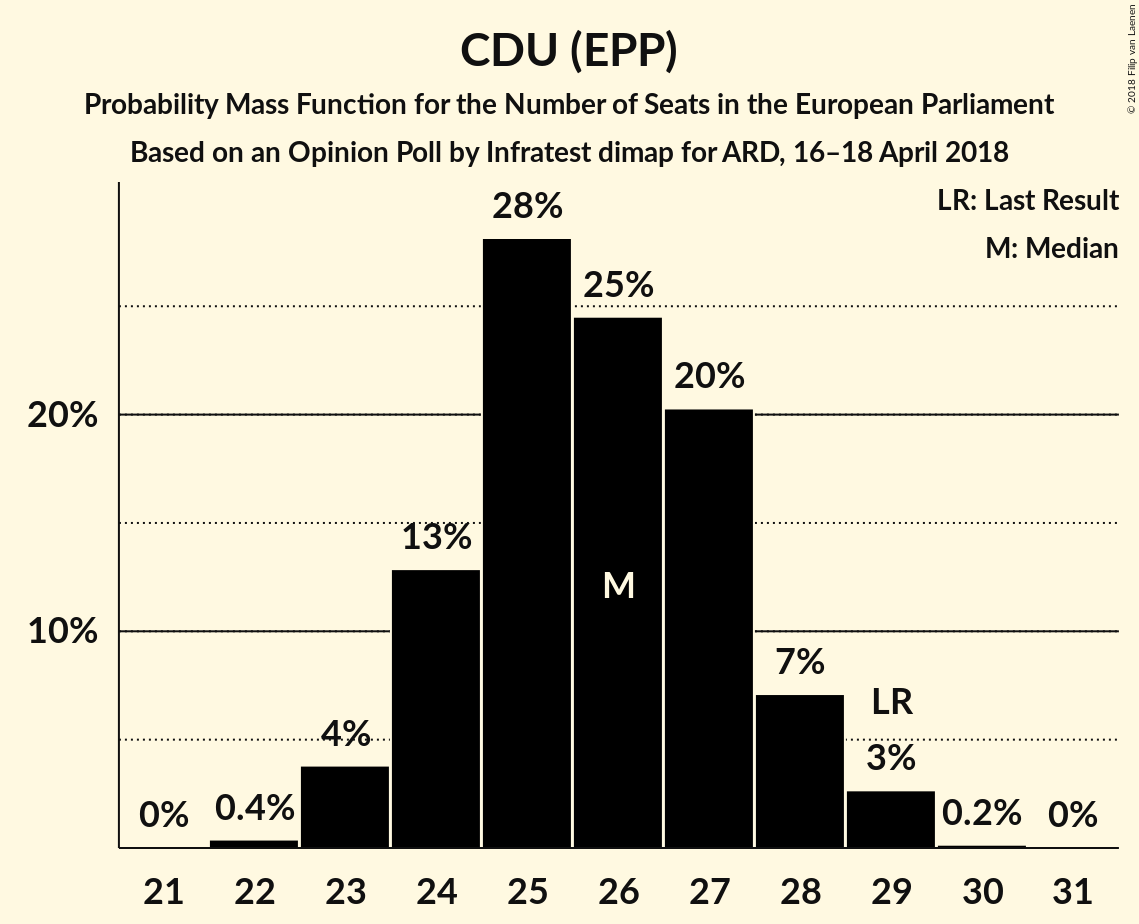 CDU (EPP)
Probability Mass Function for the Number of Seats in the European Parliament
Based on an Opinion Poll by Infratest dimap for ARD, 16–18 April 2018
© 2018 Filip van Laenen
LR: Last Result
M: Median
28%
25%
20%
20%
13%
M
10%
7%
LR
4%
3%
0%
0.4%
0.2%
0%
21 22 23 24 25 26 27 28 29 30 31